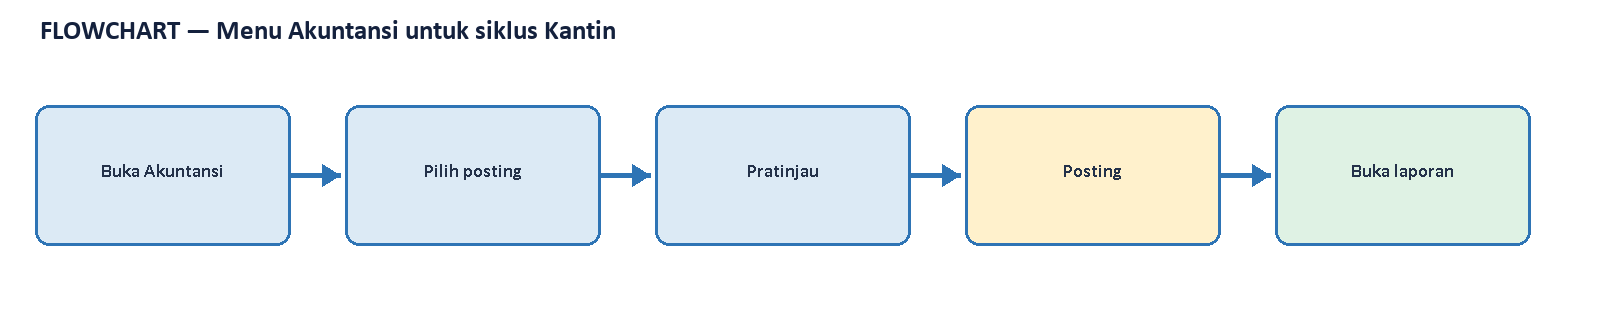 FLOWCHART — Menu Akuntansi untuk siklus Kantin
Buka Akuntansi
Pilih posting
Pratinjau
Posting
Buka laporan